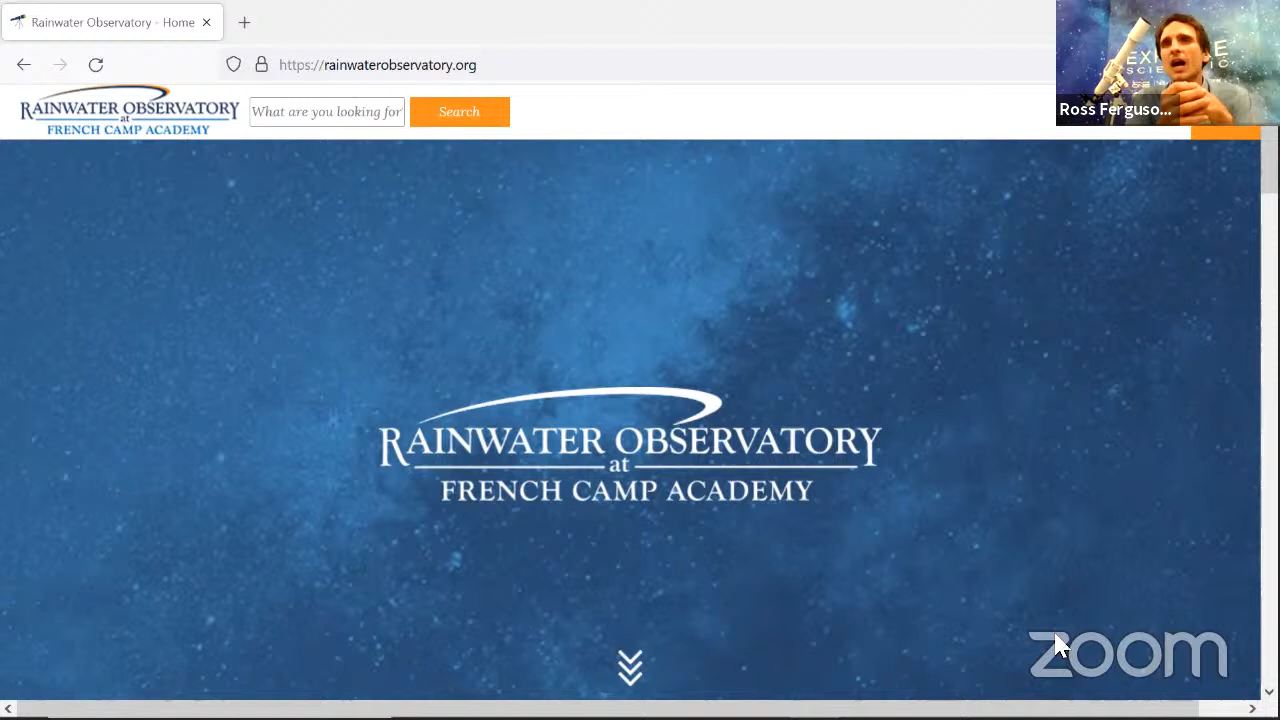 Rainwater Observatory - Home
https://rainwaterobservatory.org
RAINWATER OBSERVATORY
at
FRENCH CAMP ACADEMY
What are you looking for
Search
Ross Ferguso...
RAINWATER OBSERVATORY
at
FRENCH CAMP ACADEMY
zoom